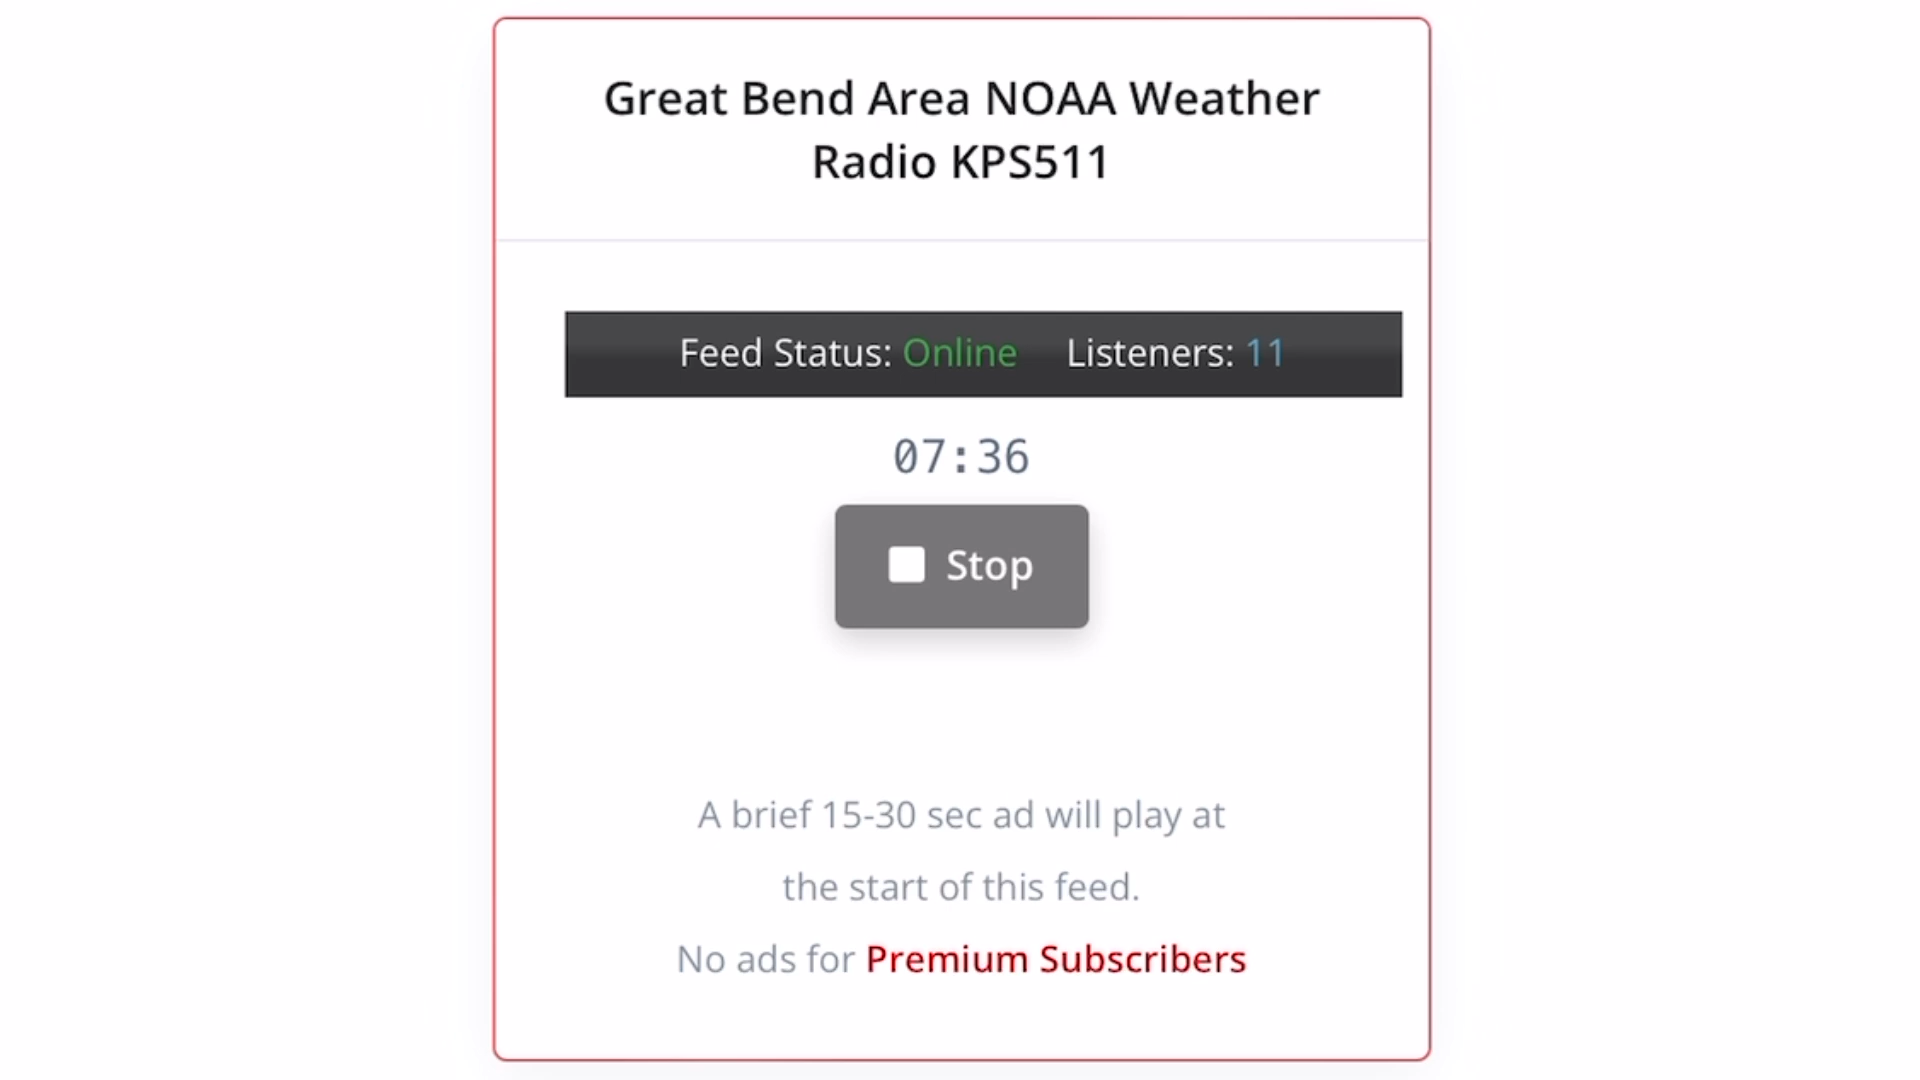 Great Bend Area NOAA Weather
Radio KPS511
Feed Status: Online Listeners: 11
07:36
Stop
A brief 15-30 sec ad will play at
the start of this feed.
No ads for Premium Subscribers